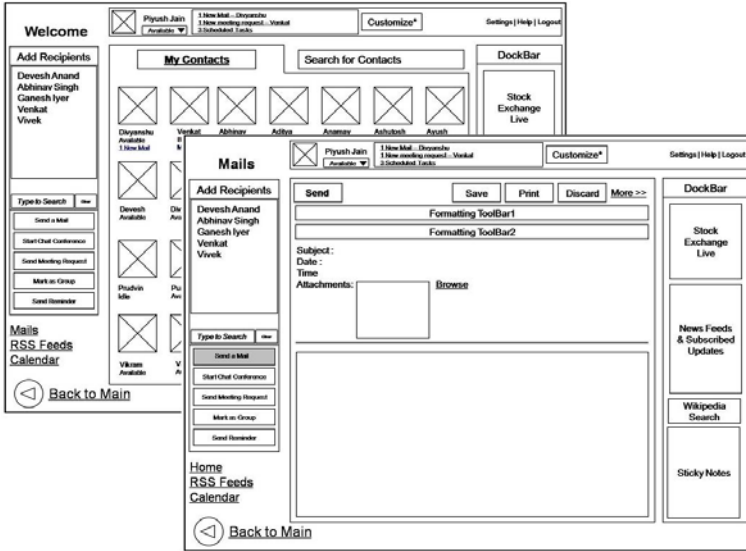 Welcome
Piyush Jain
Available
1 New Mail – Divyanshu
1 New meeting request – Venkat
3 Scheduled Tasks
Customize*
Settings | Help | Logout
Add Recipients
Devesh Anand
Abhinav Singh
Ganesh Iyer
Venkat
Vivek
Type to Search
Send a Mail
Start Chat Conference
Send Meeting Request
Mark as Group
Send Reminder
Mails
RSS Feeds
Calendar
Back to Main
My Contacts
Search for Contacts
Divyanshu
Available
1 New Mail
Venkat
Abhinav
Aditya
Anamay
Ashutosh
Ayush
Devesh
Available
Prudvin
Idle
Vikram
Available
DockBar
Stock
Exchange
Live
Mails
Piyush Jain
Available
1 New Mail – Divyanshu
1 New meeting request – Venkat
3 Scheduled Tasks
Customize*
Settings | Help | Logout
Add Recipients
Devesh Anand
Abhinav Singh
Ganesh Iyer
Venkat
Vivek
Type to Search
Send a Mail
Start Chat Conference
Send Meeting Request
Mark as Group
Send Reminder
Home
RSS Feeds
Calendar
Back to Main
Send
Save
Print
Discard
More >>
Formatting ToolBar1
Formatting ToolBar2
Subject :
Date :
Time
Attachments:
Browse
DockBar
Stock
Exchange
Live
News Feeds
& Subscribed
Updates
Wikipedia
Search
Sticky Notes